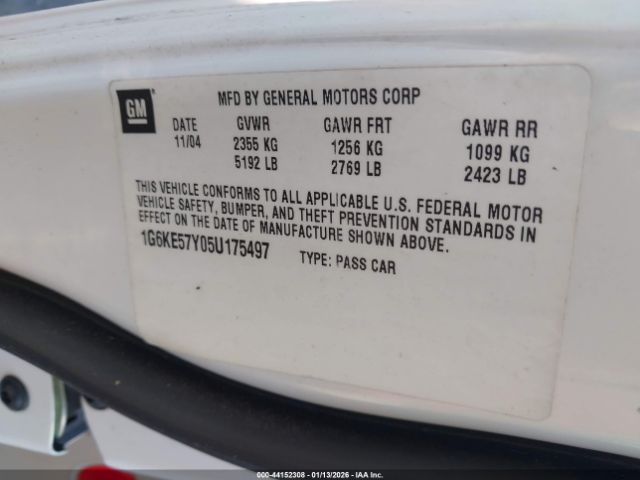 GM
MFD BY GENERAL MOTORS CORP
DATE GVWR GAWR FRT GAWR RR
11/04 2355 KG 1256 KG 1099 KG
5192 LB 2769 LB 2423 LB
THIS VEHICLE CONFORMS TO ALL APPLICABLE U.S. FEDERAL MOTOR
VEHICLE SAFETY, BUMPER, AND THEFT PREVENTION STANDARDS IN
EFFECT ON THE DATE OF MANUFACTURE SHOWN ABOVE.
1G6KE57Y05U175497 TYPE: PASS CAR
OWNER: #44152308 - 01/13/2026 - IAA Inc.